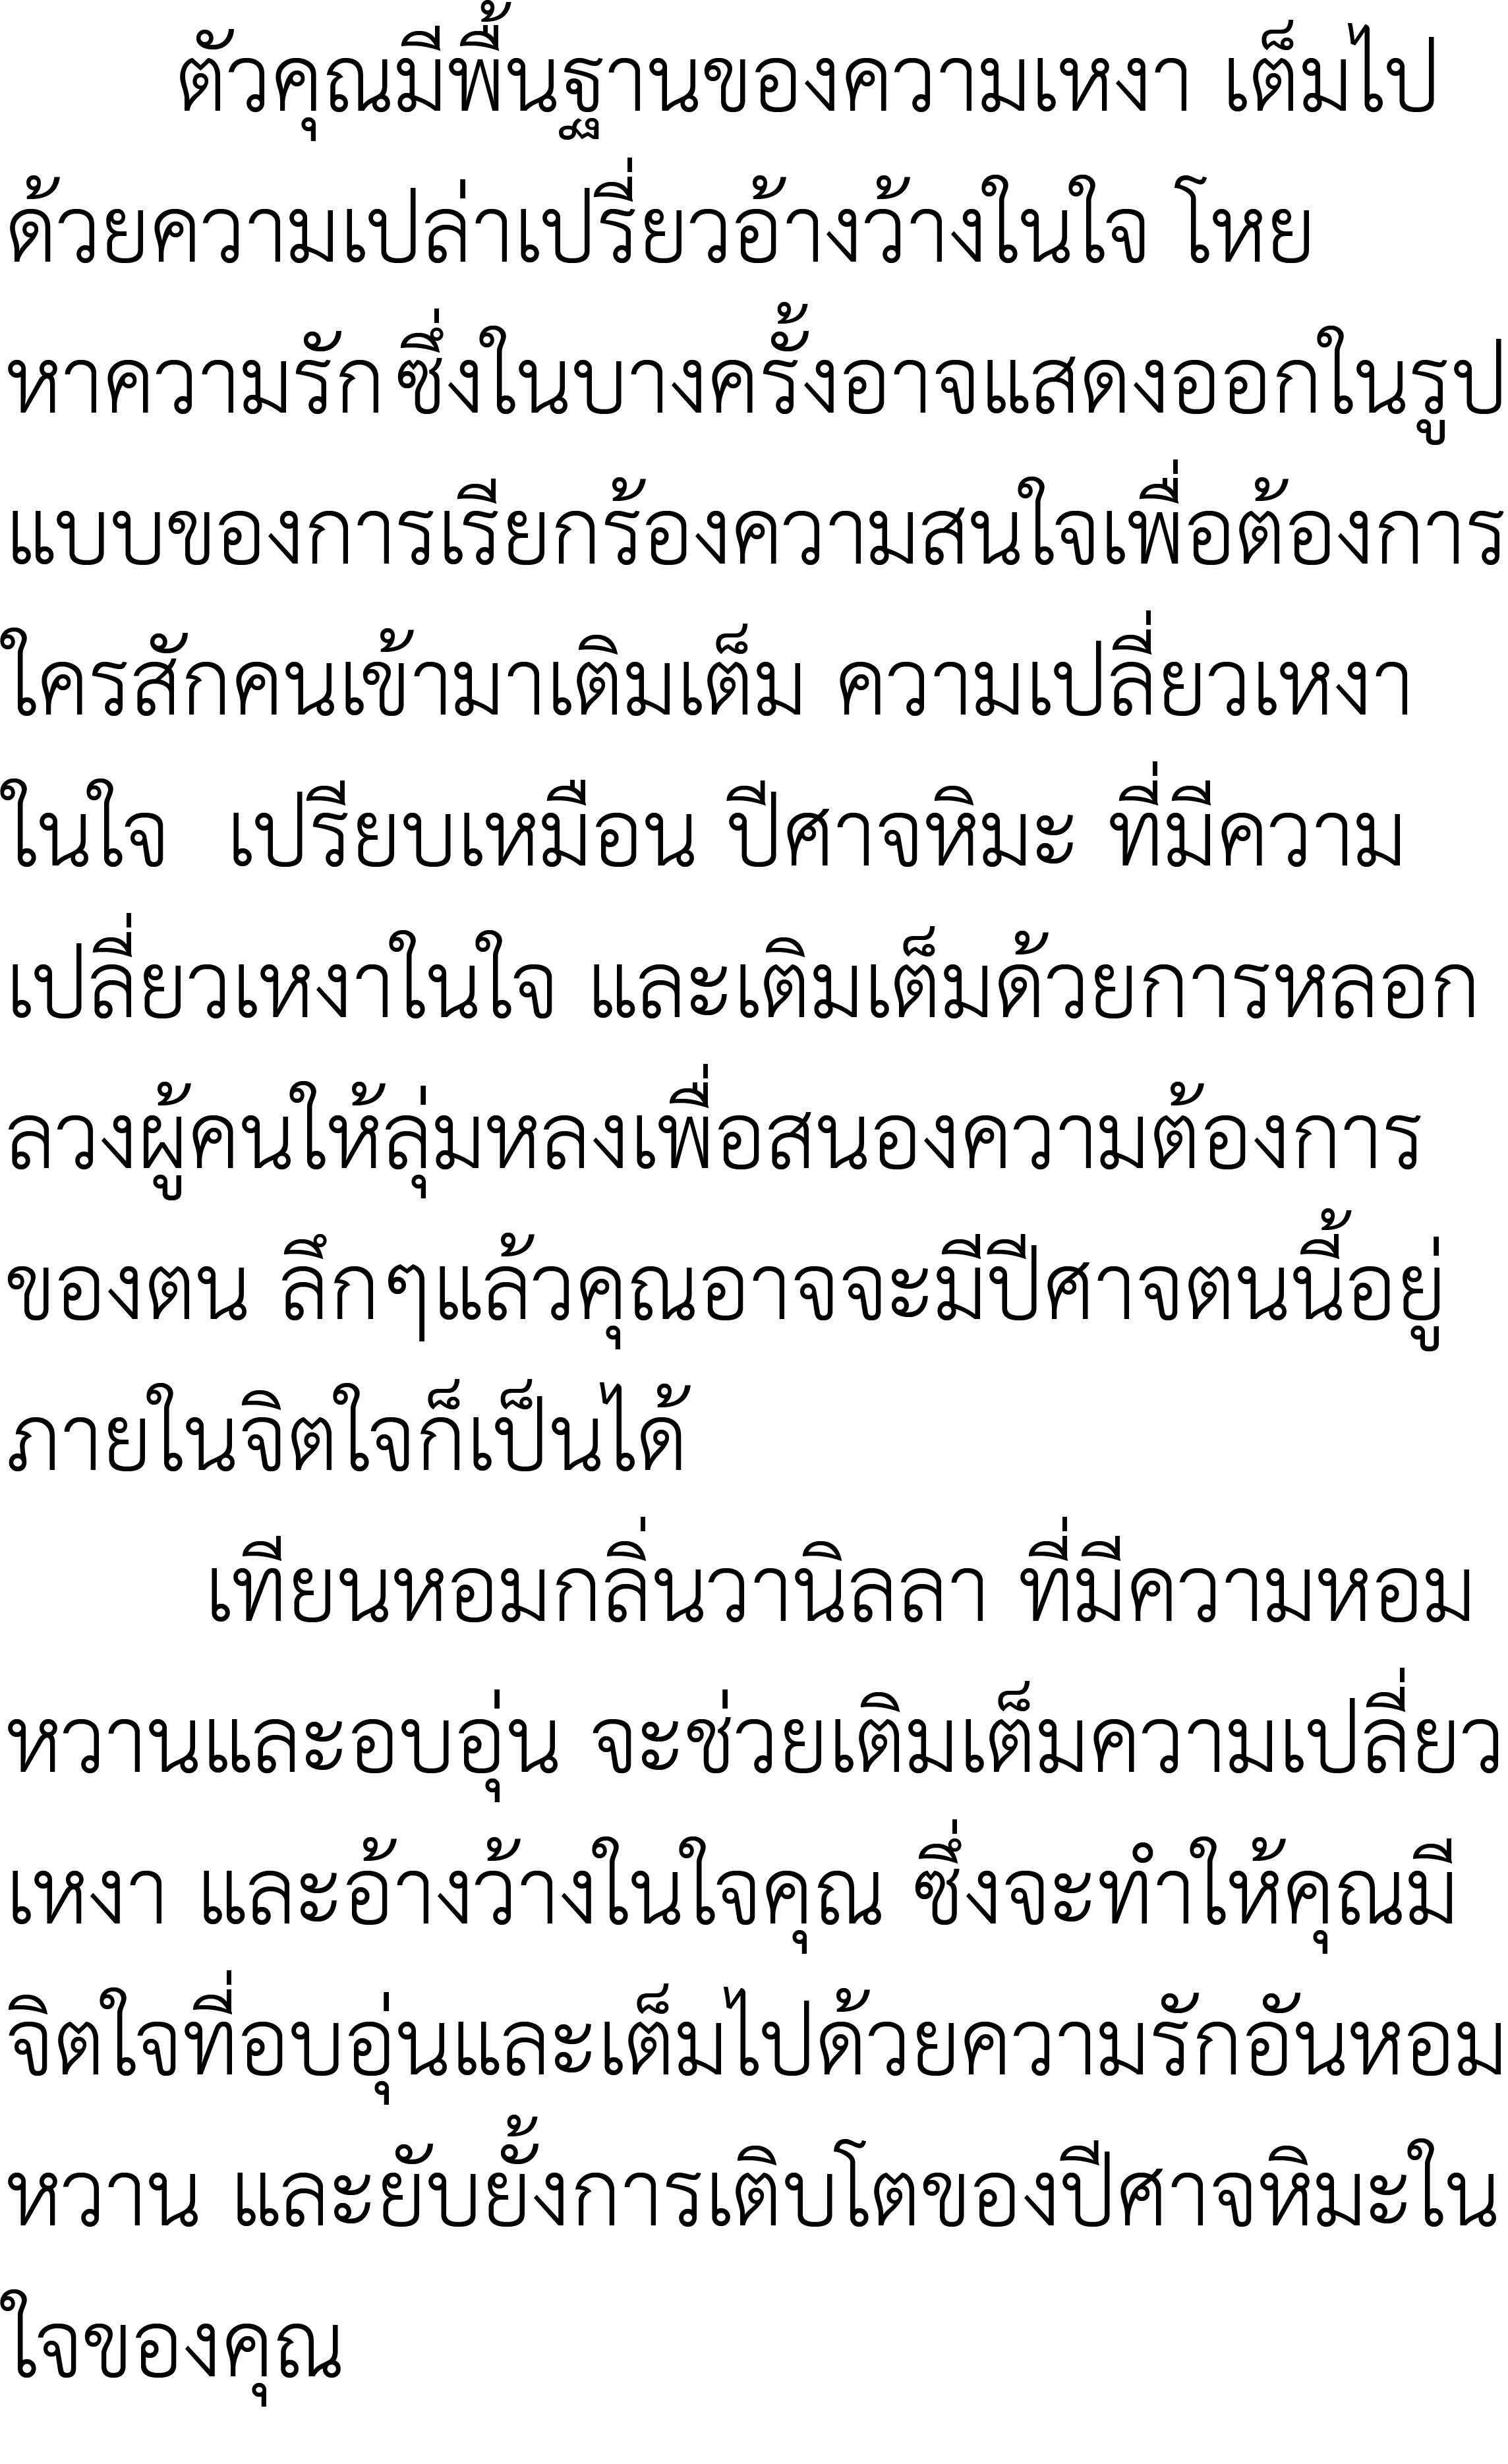 ตัวคุณมีพื้นฐานของความเหงา เต็มไป
ด้วยความเปล่าเปรี่ยวอ้างว้างในใจ โหย
หาความรัก ซึ่งในบางครั้งอาจแสดงออกในรูป
แบบของการเรียกร้องความสนใจเพื่อต้องการ
ใครสักคนเข้ามาเติมเต็ม ความเปลี่ยวเหงา
ในใจ เปรียบเหมือน ปีศาจหิมะ ที่มีความ
เปลี่ยวเหงาในใจ และเติมเต็มด้วยการหลอก
ลวงผู้คนให้ลุ่มหลงเพื่อสนองความต้องการ
ของตน ลึกๆแล้วคุณอาจจะมีปีศาจตนนี้อยู่
ภายในจิตใจก็เป็นได้
เทียนหอมกลิ่นวานิลลา ที่มีความหอม
หวานและอบอุ่น จะช่วยเติมเต็มความเปลี่ยว
เหงา และอ้างว้างในใจคุณ ซึ่งจะทำให้คุณมี
จิตใจที่อบอุ่นและเต็มไปด้วยความรักอันหอม
หวาน และยับยั้งการเติบโตของปีศาจหิมะใน
ใจของคุณ